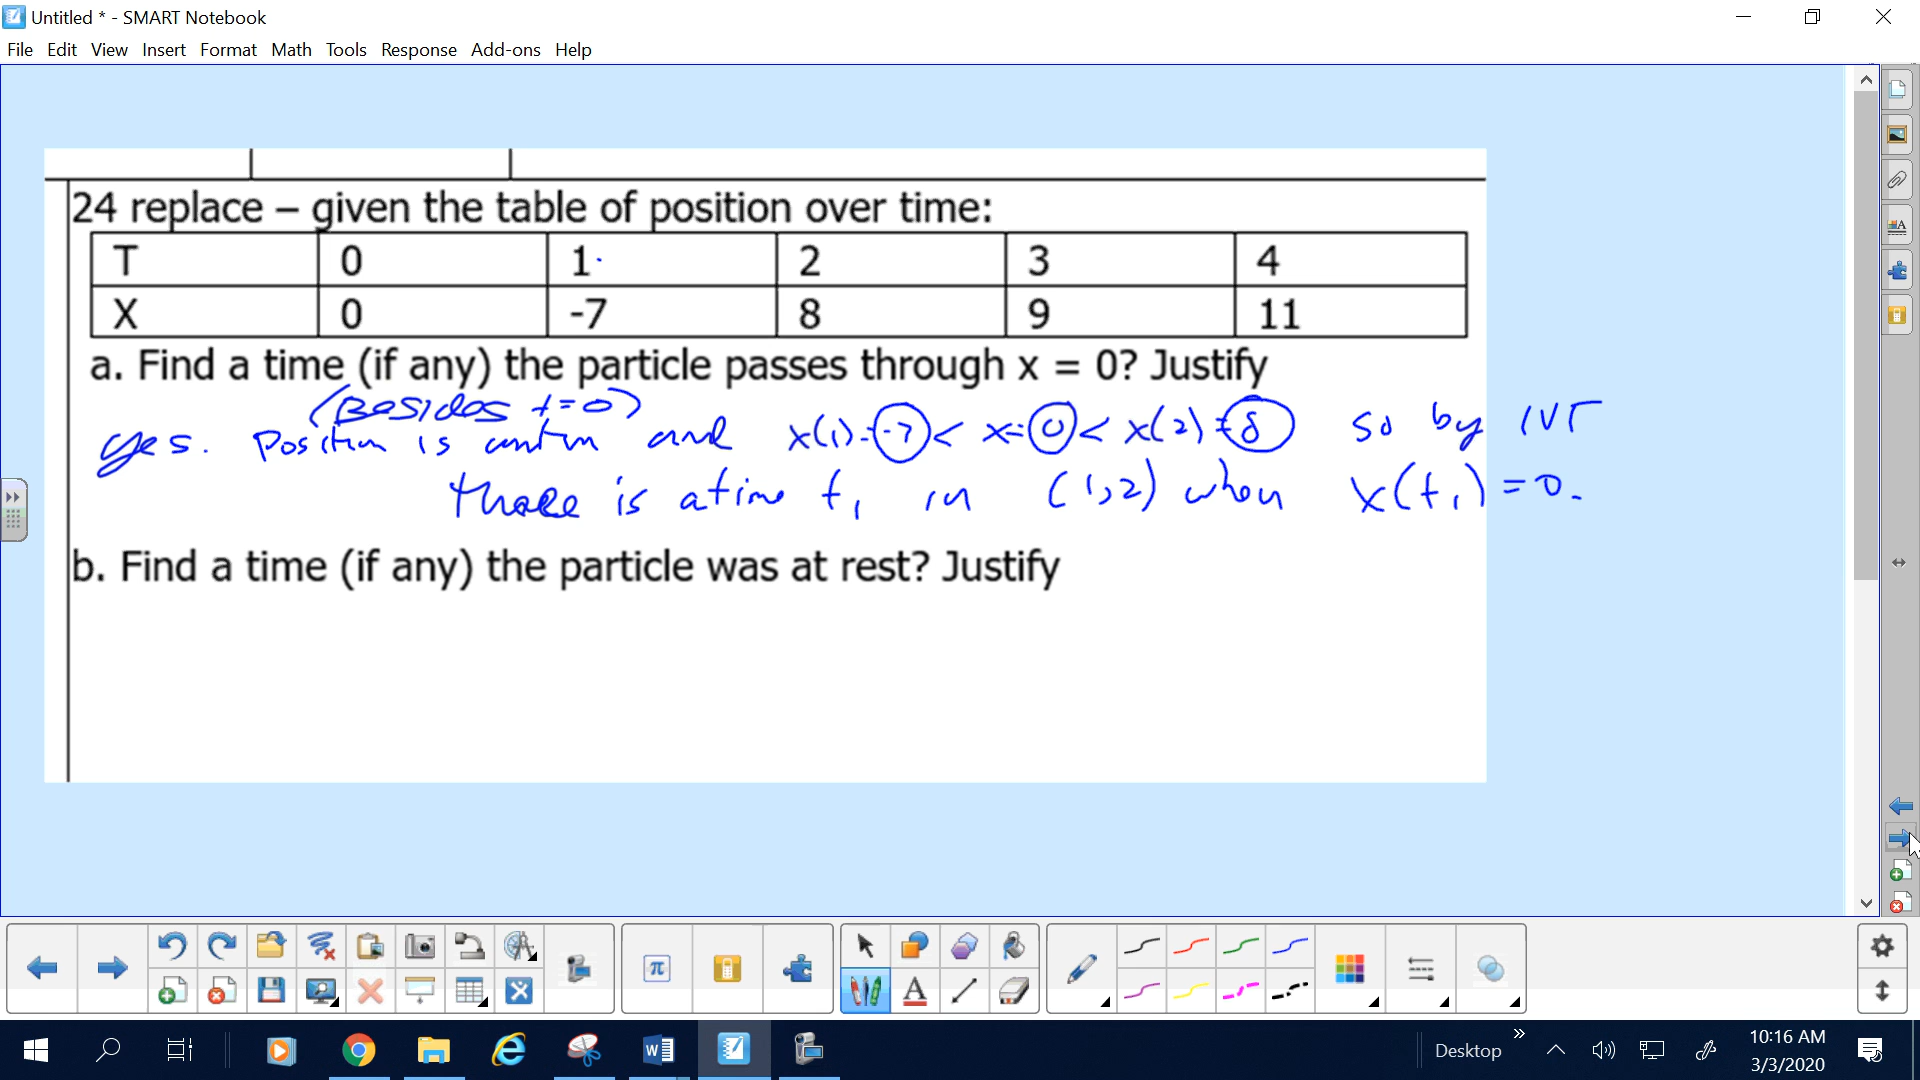 Untitled * - SMART Notebook
File Edit View Insert Format Math Tools Response Add-ons Help
24 replace – given the table of position over time:
T 0 1 2 3 4
X 0 -7 8 9 11
a. Find a time (if any) the particle passes through x = 0? Justify
(Besides t=0)
yes. Position is contin and x(1)=-7 < x=0 < x(2)=8 so by IVT
there is a time t₁ in (1,2) when x(t₁)=0.
b. Find a time (if any) the particle was at rest? Justify
Desktop
10:16 AM
3/3/2020